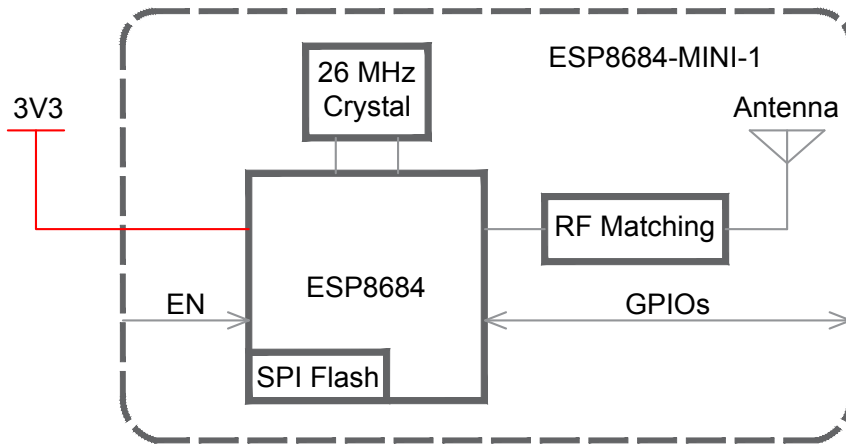 ESP8684-MINI-1
26 MHz
Crystal
3V3
Antenna
RF Matching
ESP8684
EN
GPIOs
SPI Flash